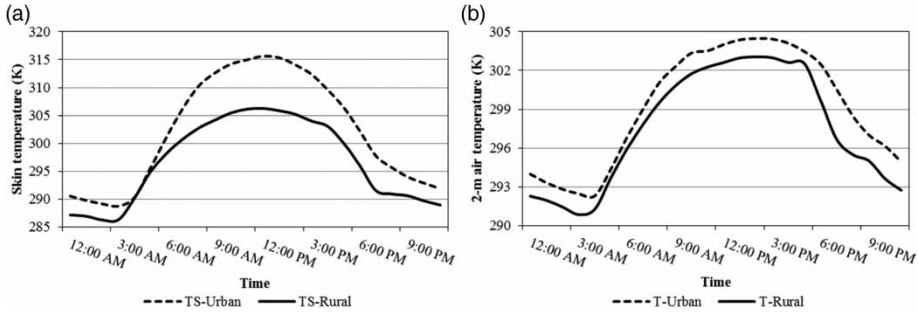 (a)
320
315
310
305
300
295
290
285
Skin temperature (K)
12:00 AM
3:00 AM
6:00 AM
9:00 AM
12:00 PM
3:00 PM
6:00 PM
9:00 PM
Time
TS-Urban
TS-Rural
(b)
305
302
299
296
293
290
2-m air temperature (K)
12:00 AM
3:00 AM
6:00 AM
9:00 AM
12:00 PM
3:00 PM
6:00 PM
9:00 PM
Time
T-Urban
T-Rural